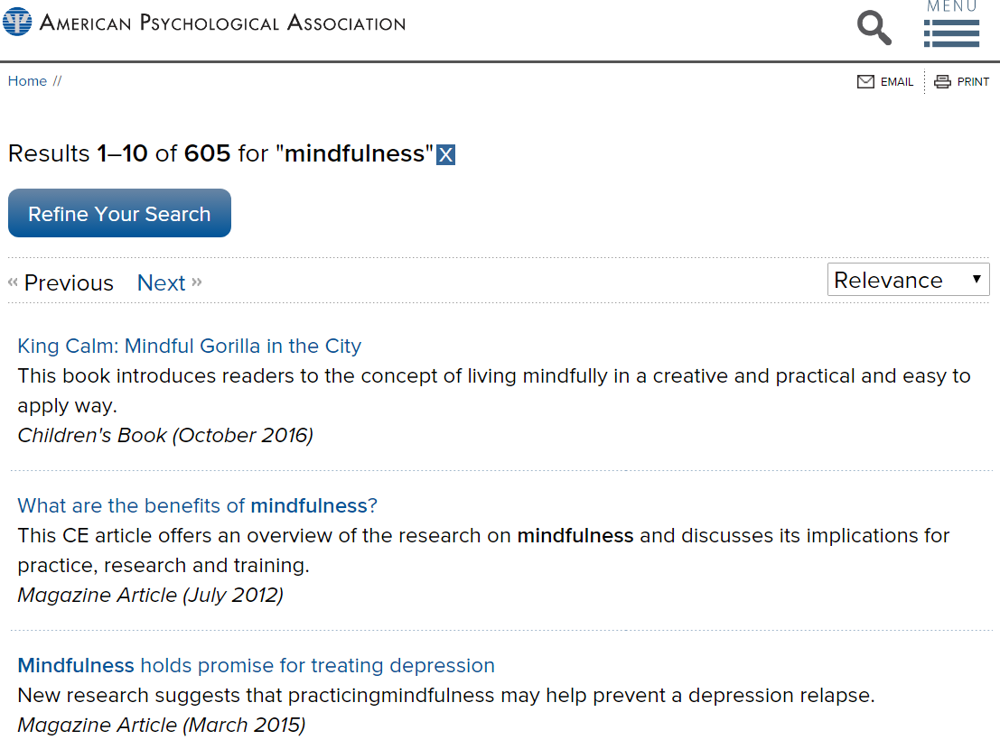 AMERICAN PSYCHOLOGICAL ASSOCIATION
MENU
Home //
EMAIL
PRINT
Results 1–10 of 605 for "mindfulness" X
Refine Your Search
« Previous Next »
Relevance
King Calm: Mindful Gorilla in the City
This book introduces readers to the concept of living mindfully in a creative and practical and easy to
apply way.
Children's Book (October 2016)
What are the benefits of mindfulness?
This CE article offers an overview of the research on mindfulness and discusses its implications for
practice, research and training.
Magazine Article (July 2012)
Mindfulness holds promise for treating depression
New research suggests that practicingmindfulness may help prevent a depression relapse.
Magazine Article (March 2015)